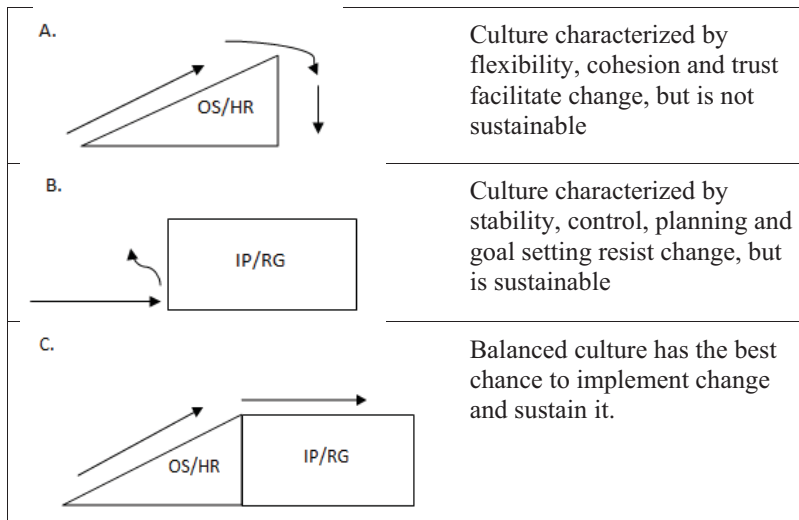 A.
OS/HR
Culture characterized by
flexibility, cohesion and trust
facilitate change, but is not
sustainable
B.
IP/RG
Culture characterized by
stability, control, planning and
goal setting resist change, but
is sustainable
C.
OS/HR
IP/RG
Balanced culture has the best
chance to implement change
and sustain it.